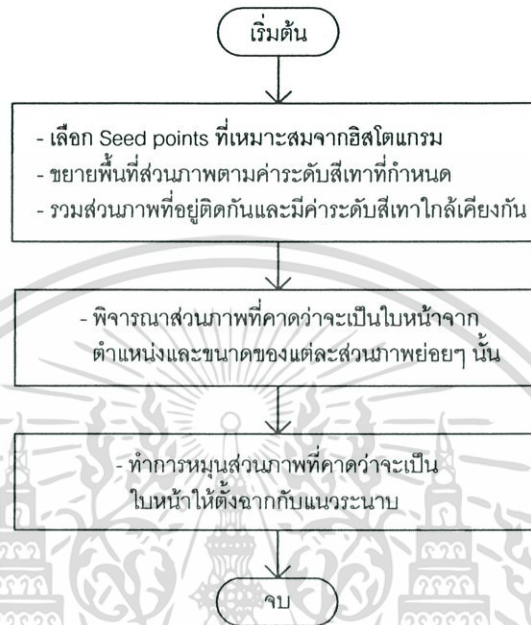 เริ่มต้น
- เลือก Seed points ที่เหมาะสมจากฮิสโตแกรม
- ขยายพื้นที่ส่วนภาพตามค่าระดับสีเทาที่กำหนด
- รวมส่วนภาพที่อยู่ติดกันและมีค่าระดับสีเทาใกล้เคียงกัน
- พิจารณาส่วนภาพที่คาดว่าจะเป็นใบหน้าจาก
ตำแหน่งและขนาดของแต่ละส่วนภาพย่อยๆ นั้น
- ทำการหมุนส่วนภาพที่คาดว่าจะเป็น
ใบหน้าให้ตั้งฉากกับแนวระนาบ
จบ